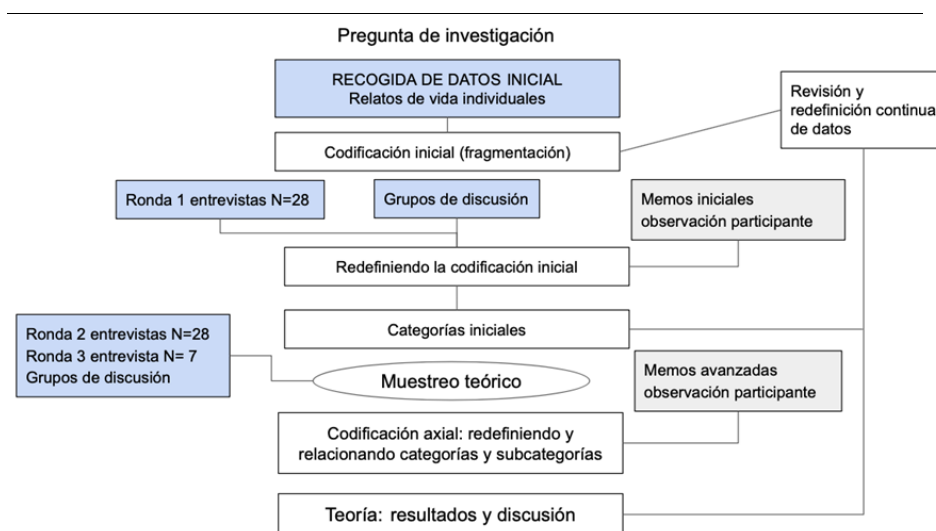 Pregunta de investigación
RECOGIDA DE DATOS INICIAL
Relatos de vida individuales
Revisión y
redefinición continua
de datos
Codificación inicial (fragmentación)
Ronda 1 entrevistas N=28
Grupos de discusión
Memos iniciales
observación participante
Redefiniendo la codificación inicial
Categorías iniciales
Ronda 2 entrevistas N=28
Ronda 3 entrevista N= 7
Grupos de discusión
Muestreo teórico
Memos avanzadas
observación participante
Codificación axial: redefiniendo y
relacionando categorías y subcategorías
Teoría: resultados y discusión